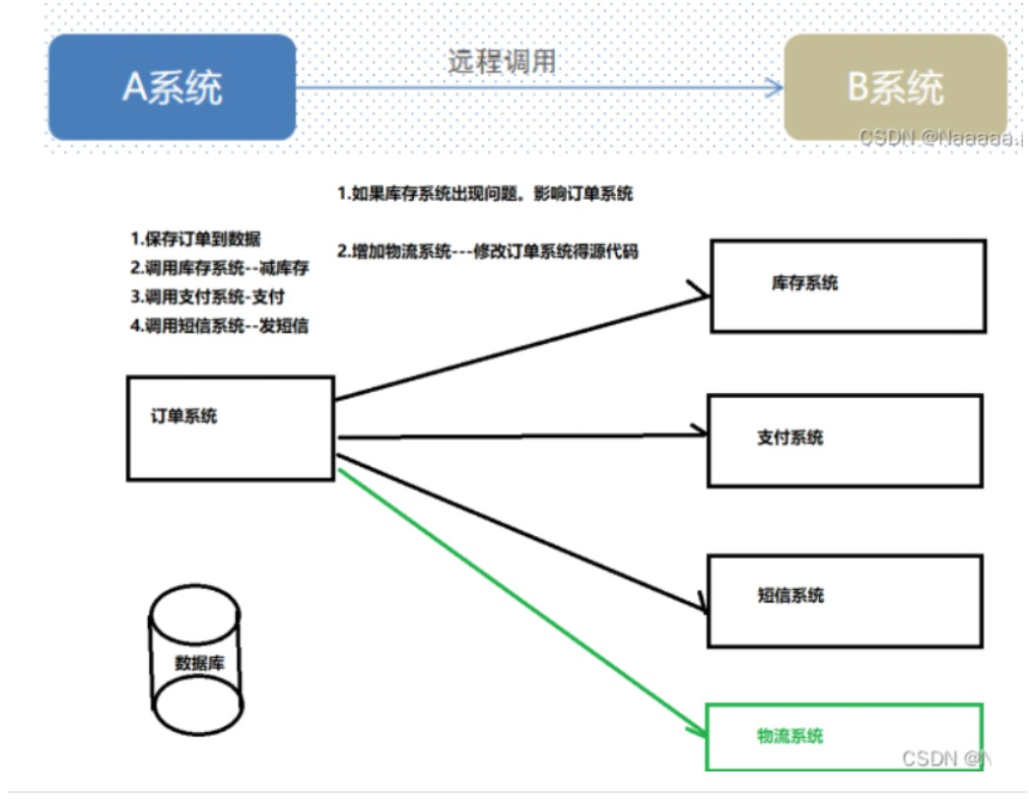 远程调用
A系统
B系统
CSDN @Naaaaa.
1.如果库存系统出现问题。影响订单系统
1.保存订单到数据
2.增加物流系统---修改订单系统得源代码
2.调用库存系统--减库存
3.调用支付系统-支付
4.调用短信系统--发短信
库存系统
订单系统
支付系统
短信系统
数据库
物流系统
CSDN @